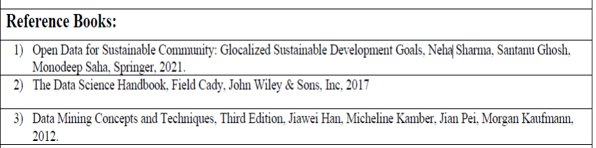 Reference Books:
1) Open Data for Sustainable Community: Glocalized Sustainable Development Goals, Neha Sharma, Santanu Ghosh,
Monodeep Saha, Springer, 2021.
2) The Data Science Handbook, Field Cady, John Wiley & Sons, Inc, 2017
3) Data Mining Concepts and Techniques, Third Edition, Jiawei Han, Micheline Kamber, Jian Pei, Morgan Kaufmann,
2012.